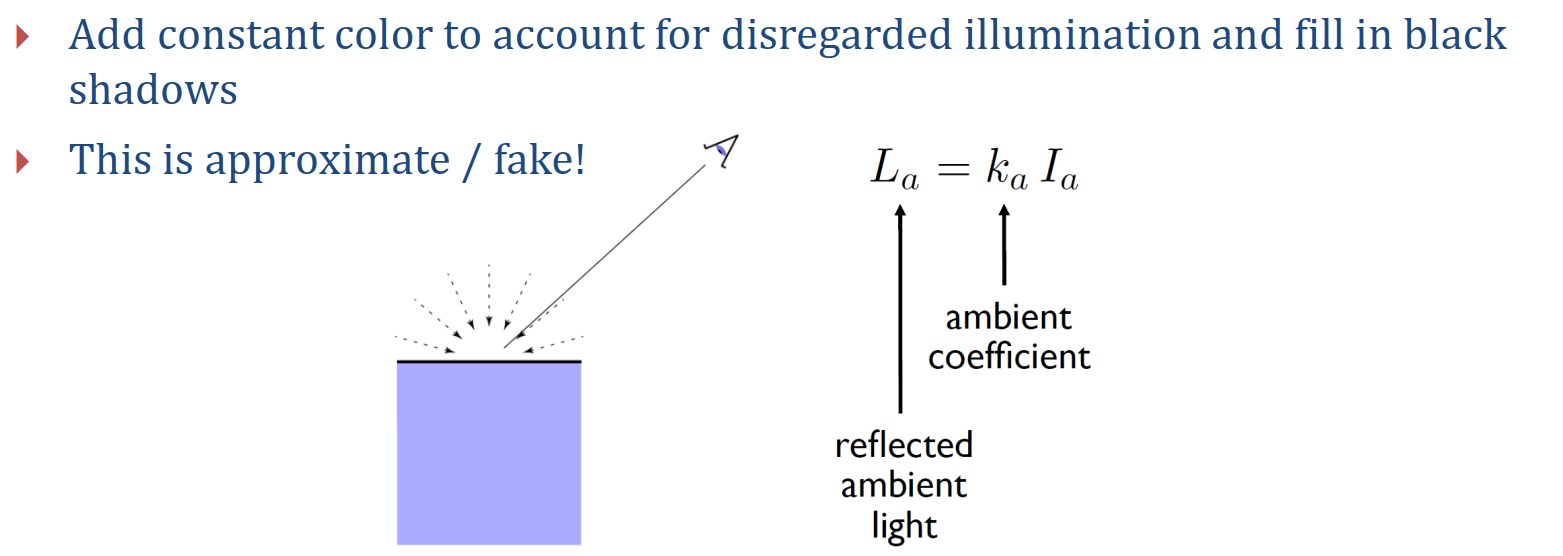 Add constant color to account for disregarded illumination and fill in black
shadows
This is approximate / fake!
L_a = k_a I_a
ambient
coefficient
reflected
ambient
light